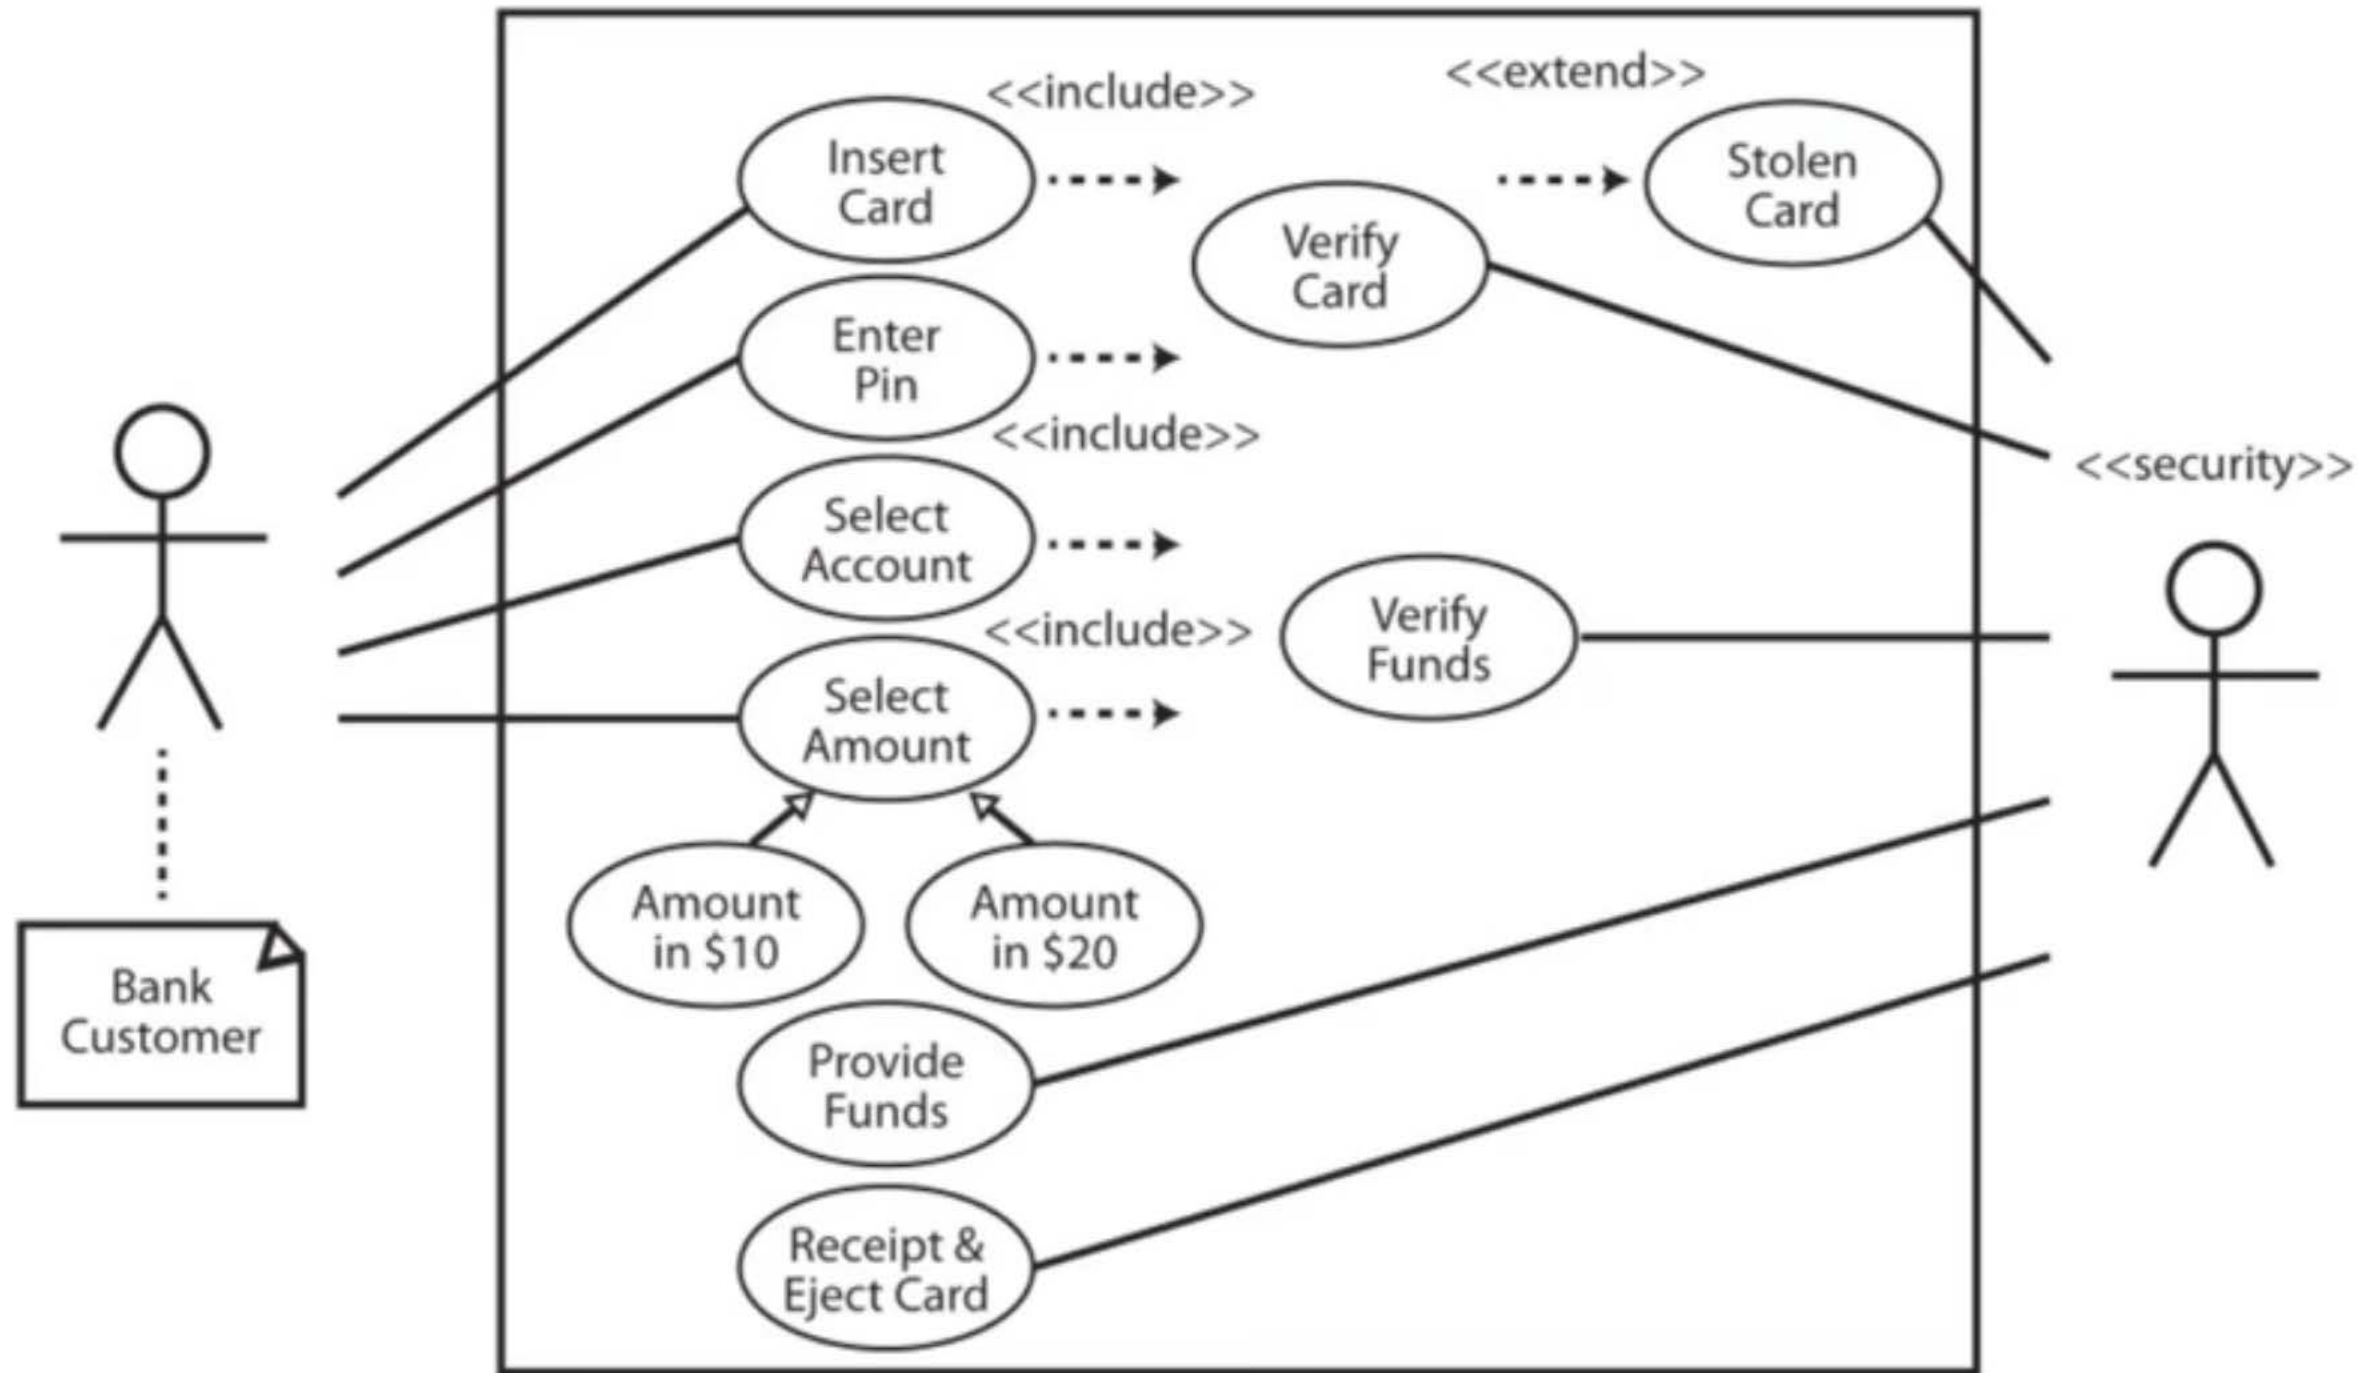 <<include>>
<<extend>>
Insert
Card
Stolen
Card
Verify
Card
Enter
Pin
<<include>>
<<security>>
Select
Account
<<include>>
Verify
Funds
Select
Amount
Amount
in $10
Amount
in $20
Bank
Customer
Provide
Funds
Receipt &
Eject Card